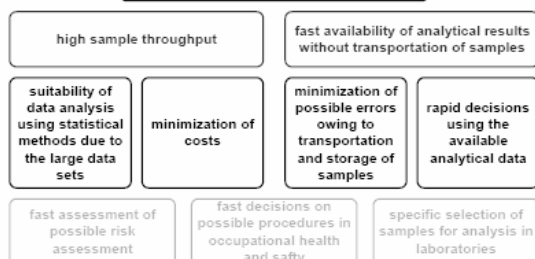 high sample throughput
fast availability of analytical results
without transportation of samples
suitability of
data analysis
using statistical
methods due to
the large data
sets
minimization of
costs
minimization of
possible errors
owing to
transportation
and storage of
samples
rapid decisions
using the
available
analytical data
fast assessment of
possible risk
assessment
fast decisions on
possible procedures in
occupational health
and safty
specific selection of
samples for analysis in
laboratories